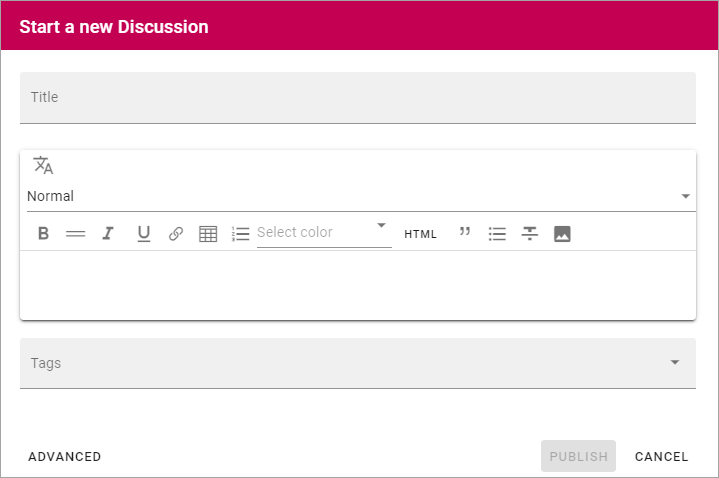 Start a new Discussion
Title
Normal
Select color HTML
Tags
ADVANCED PUBLISH CANCEL